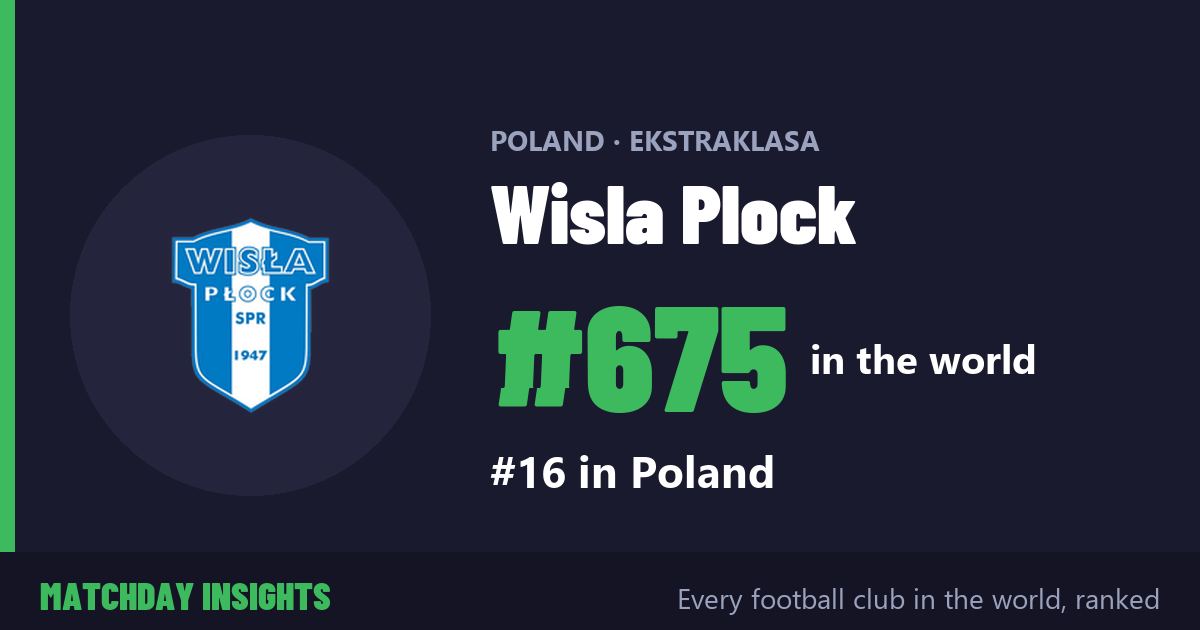 POLAND · EKSTRAKLASA
Wisla Plock
WISŁA
PŁOCK
SPR
1947
#675 in the world
#16 in Poland
MATCHDAY INSIGHTS
Every football club in the world, ranked